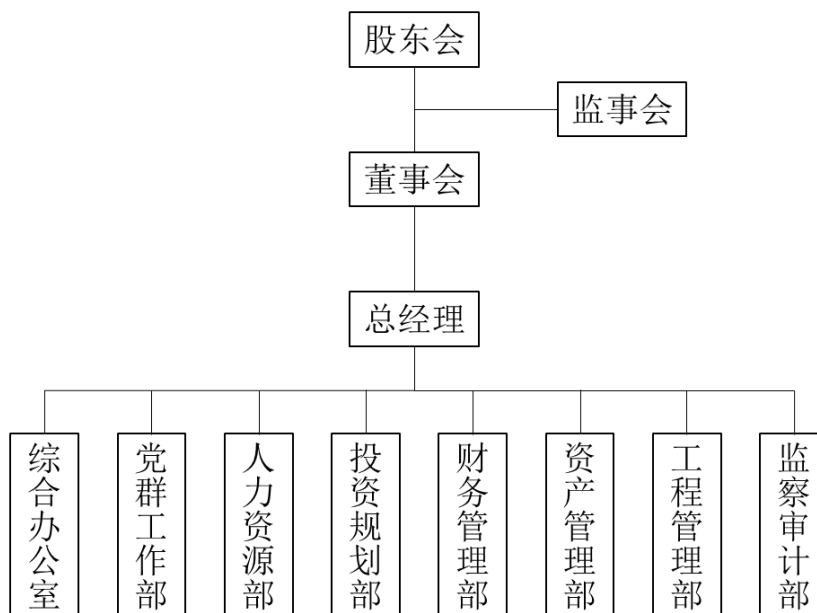 股东会
监事会
董事会
总经理
综合办公室
党群工作部
人力资源部
投资规划部
财务管理部
资产管理部
工程管理部
监察审计部